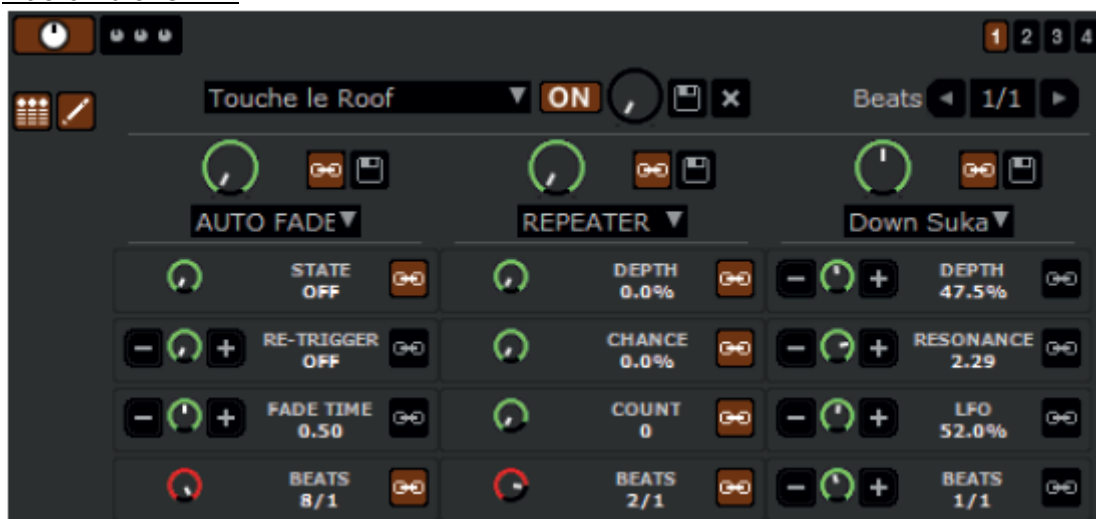 1 2 3 4
Touche le Roof ON Beats 1/1
AUTO FADE REPEATER Down Suka
STATE DEPTH DEPTH
OFF 0.0% 47.5%
RE-TRIGGER CHANCE RESONANCE
OFF 0.0% 2.29
FADE TIME COUNT LFO
0.50 0 52.0%
BEATS BEATS BEATS
8/1 2/1 1/1